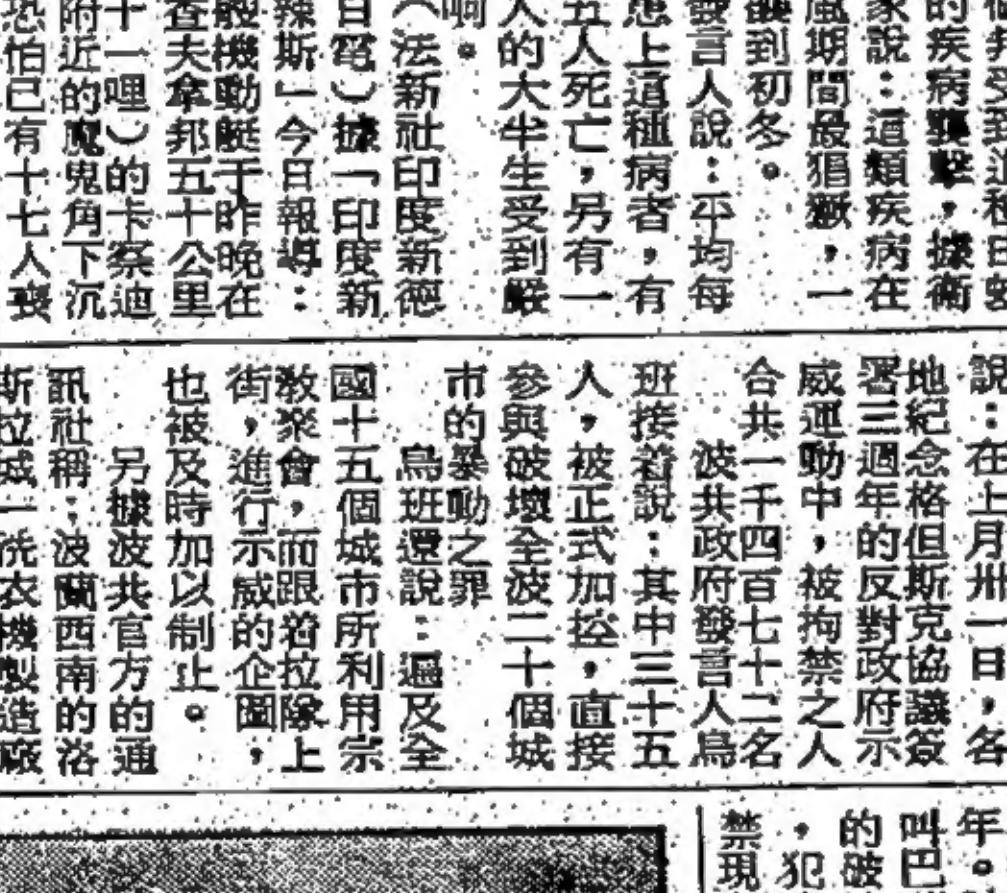 的疾病襲擊，據衞
家說：這類疾病在
風期間最猖獗，一
到初冬。
發言人說：平均每
患上這種病者，有
五人死亡，另有一
人的大半生受到嚴
响。
（法新社印度新德
日電）據「印度新
辣斯」今日報導：
艘機動艇于昨晚在
查夫拿邦五十公里
十一哩）的卡察迪
附近的魔鬼角下沉
恐怕已有十七人喪
說：在上月卅一日，各
地紀念格但斯克協議簽
署三週年的反對政府示
威運動中，被拘禁之人
合共一千四百七十二名
波共政府發言人烏
班接着說：其中三十五
人，被正式加控，直接
參與破壞全波二十個城
市的暴動之罪
烏班還說：遍及全
國十五個城市所利用宗
教聚會，而跟着拉隊上
街，進行示威的企圖，
也被及時加以制止。
另據波共官方的通
訊社稱：波蘭西南的洛
斯拉城一洗衣機製造廠
年。
叫巴
的破
，犯
禁現